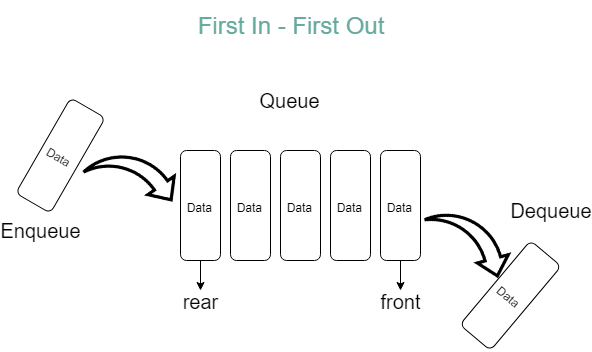 First In - First Out
Queue
Data
Enqueue
Data
Data
Data
Data
Data
rear
front
Dequeue
Data